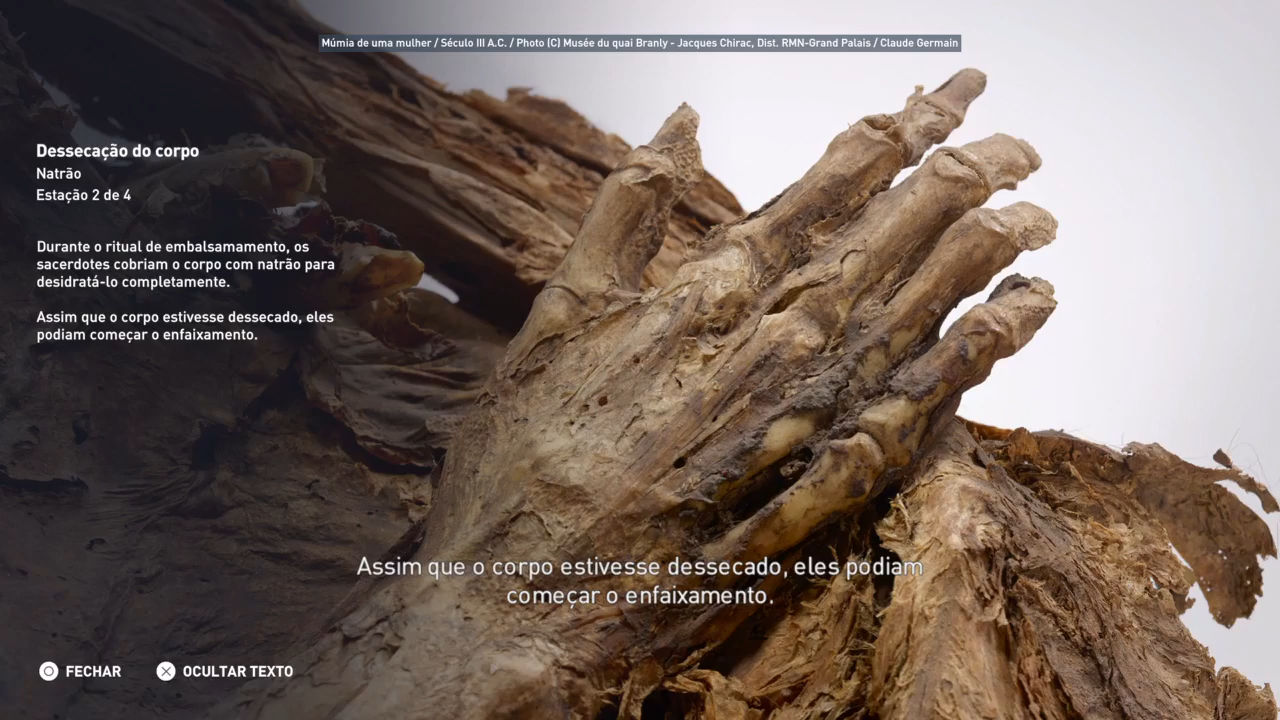 Múmia de uma mulher / Século III A.C. / Photo (C) Musée du quai Branly - Jacques Chirac, Dist. RMN-Grand Palais / Claude Germain
Dessecação do corpo
Natrão
Estação 2 de 4
Durante o ritual de embalsamamento, os
sacerdotes cobriam o corpo com natrão para
desidratá-lo completamente.
Assim que o corpo estivesse dessecado, eles
podiam começar o enfaixamento.
Assim que o corpo estivesse dessecado, eles podiam
começar o enfaixamento.
FECHAR
OCULTAR TEXTO